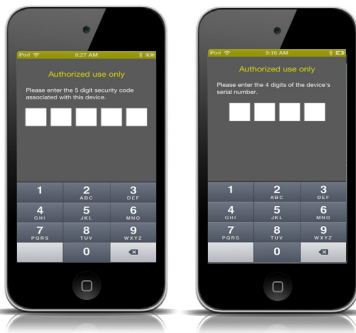 iPod 9:27 AM
Authorized use only
Please enter the 5 digit security code
associated with this device.
1 2 3
ABC DEF
4 5 6
GHI JKL MNO
7 8 9
PQRS TUV WXYZ
0
iPod 9:16 AM
Authorized use only
Please enter the 4 digits of the device's
serial number.
1 2 3
ABC DEF
4 5 6
GHI JKL MNO
7 8 9
PQRS TUV WXYZ
0